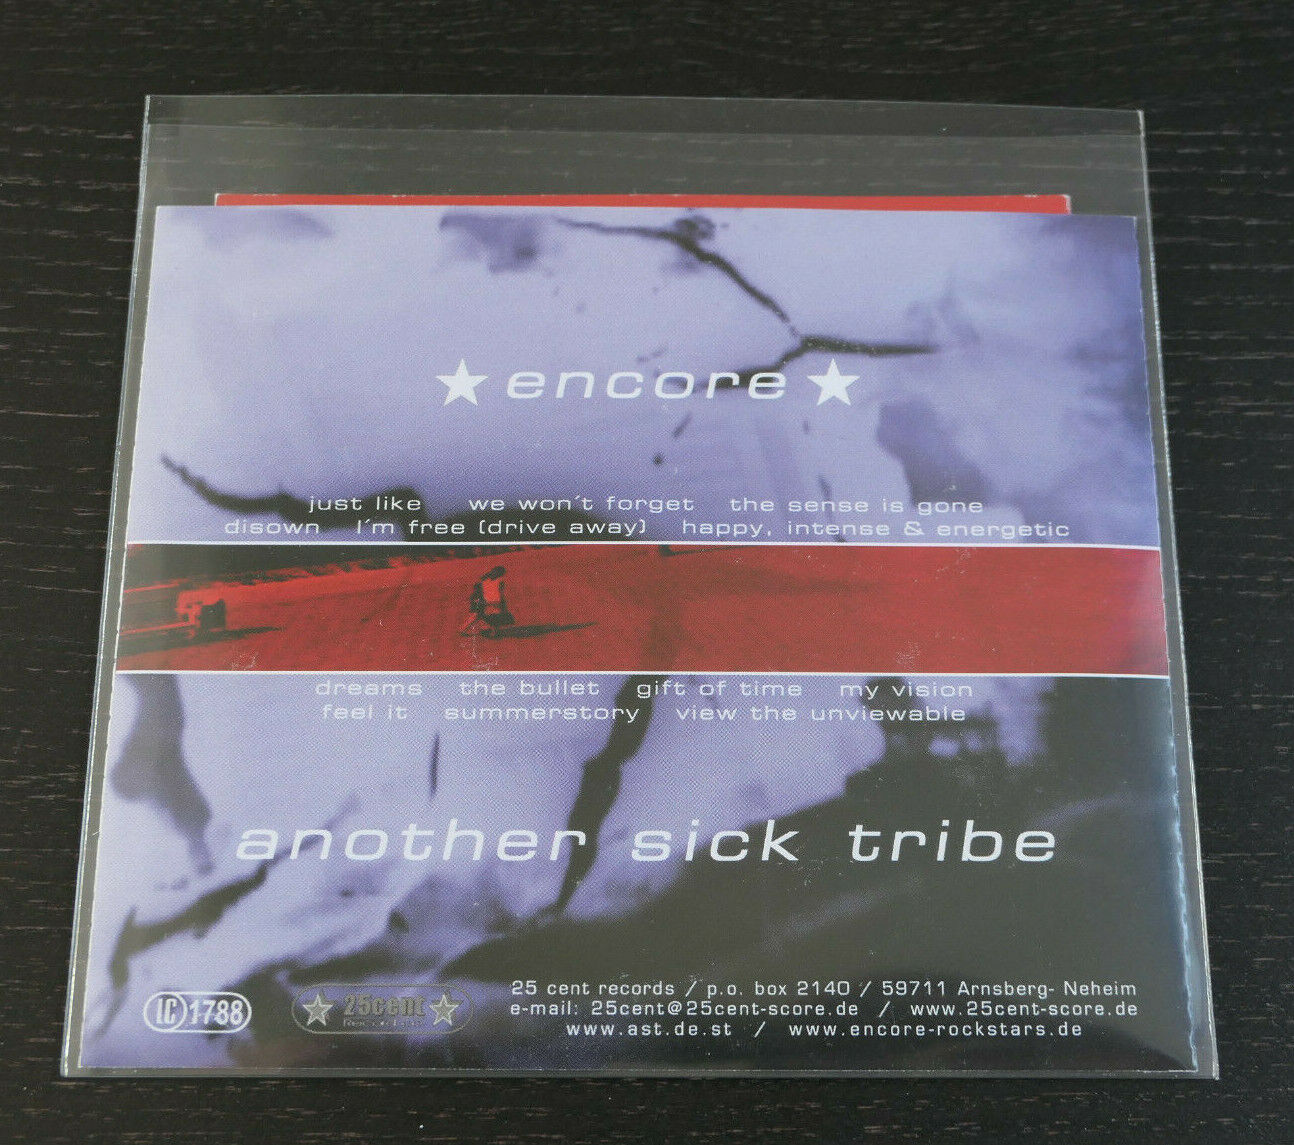 ★encore★
just like we won´t forget the sense is gone
disown I´m free (drive away) happy, intense & energetic
dreams the bullet gift of time my vision
feel it summerstory view the unviewable
another sick tribe
LC 1788
25cent
25 cent records / p.o. box 2140 / 59711 Arnsberg- Neheim
e-mail: 25cent@25cent-score.de / www.25cent-score.de
www.ast.de.st / www.encore-rockstars.de